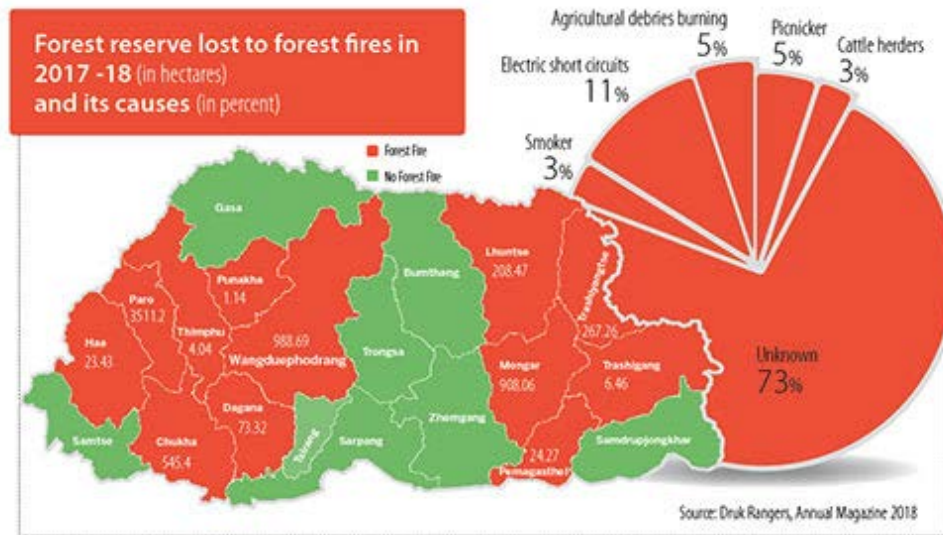 Forest reserve lost to forest fires in
2017 -18 (in hectares)
and its causes (in percent)
Agricultural debries burning
5%
Picnicker
5%
Cattle herders
3%
Electric short circuits
11%
Smoker
3%
Unknown
73%
Forest Fire
No Forest Fire
Gasa
Punakha
1.14
Paro
3511.2
Thimphu
4.04
Haa
23.43
988.69
Wangduephodrang
Dagana
73.32
Chukha
545.4
Samtse
Tsirang
Sarpang
Trongsa
Bumthang
Zhemgang
Lhuntse
208.47
Trashiyangtse
267.26
Mongar
908.06
Trashigang
6.46
24.27
Pemagasthel
Samdrupjongkhar
Source: Druk Rangers, Annual Magazine 2018